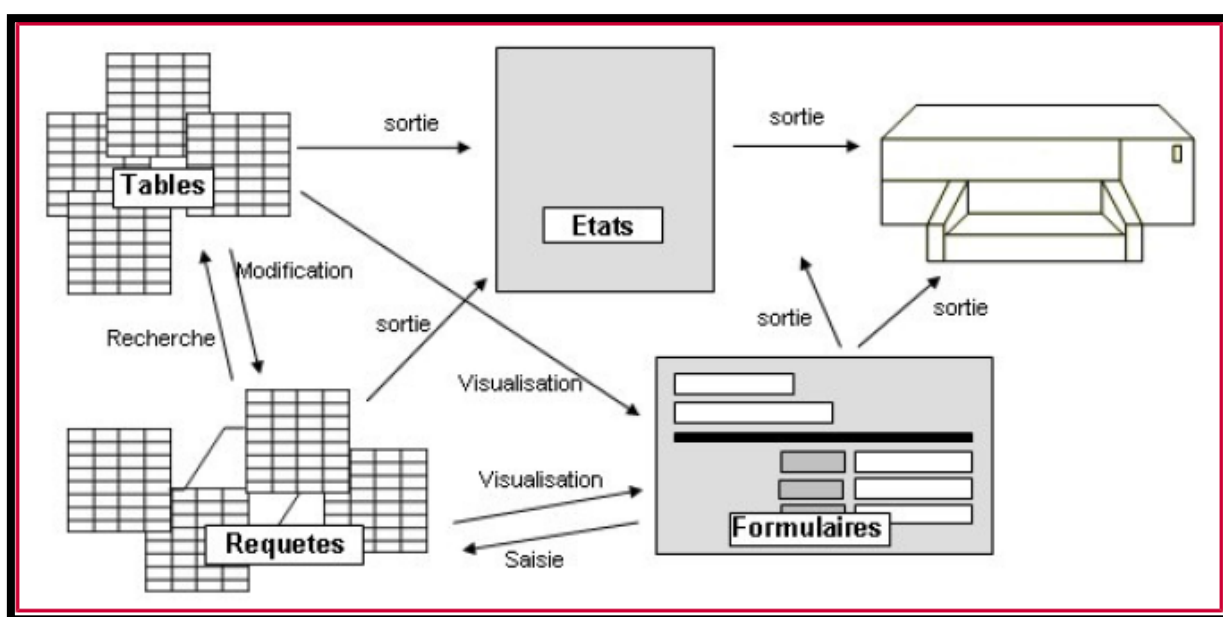 sortie
sortie
Tables
Etats
Modification
Recherche
sortie
sortie
sortie
Visualisation
Visualisation
Requetes
Formulaires
Saisie